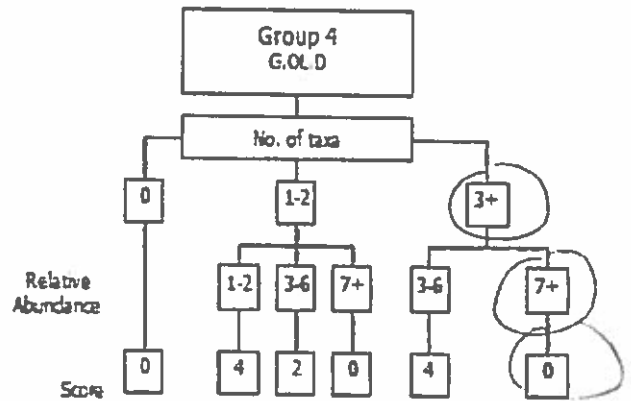 Group 4
G.OL.D
No. of taxa
0 1-2 3+
Relative
Abundance
1-2 3-6 7+ 3-6 7+
Score
0 4 2 0 4 0